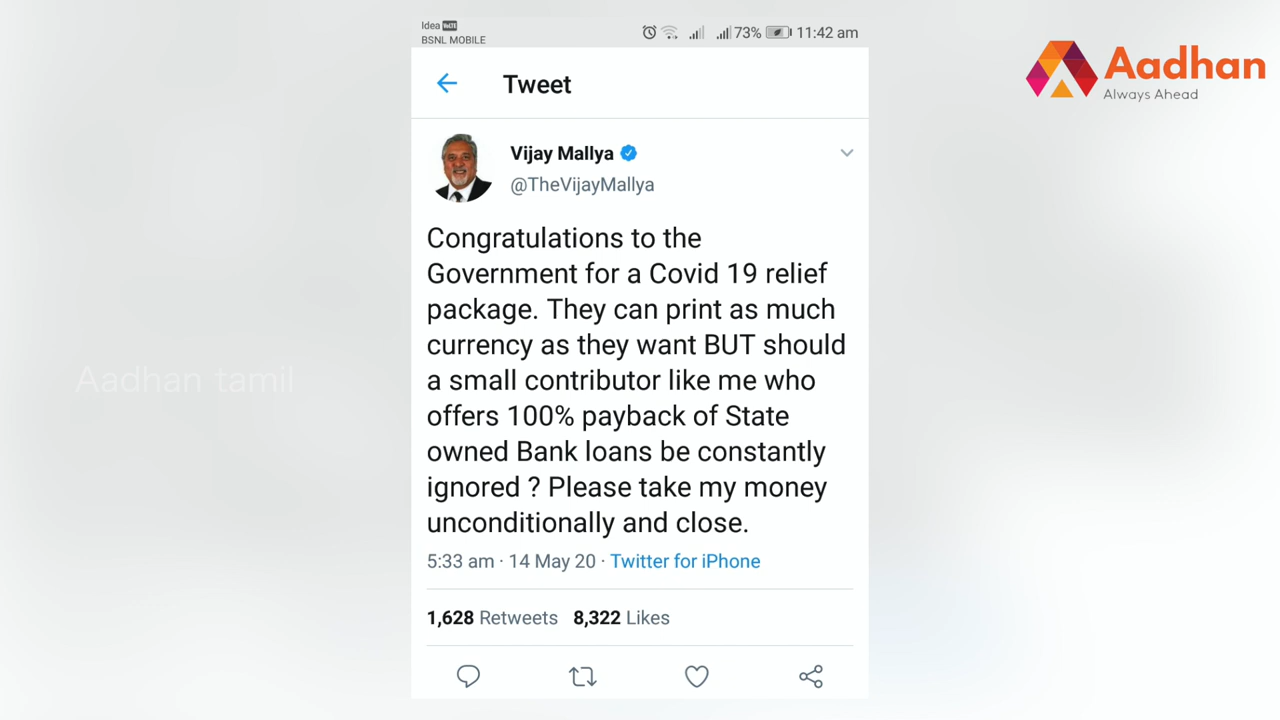 Idea VoLTE
BSNL MOBILE
73%
11:42 am
Aadhan
Always Ahead
Tweet
Vijay Mallya
@TheVijayMallya
Congratulations to the
Government for a Covid 19 relief
package. They can print as much
currency as they want BUT should
a small contributor like me who
offers 100% payback of State
owned Bank loans be constantly
ignored ? Please take my money
unconditionally and close.
Aadhan tamil
5:33 am · 14 May 20 · Twitter for iPhone
1,628 Retweets 8,322 Likes